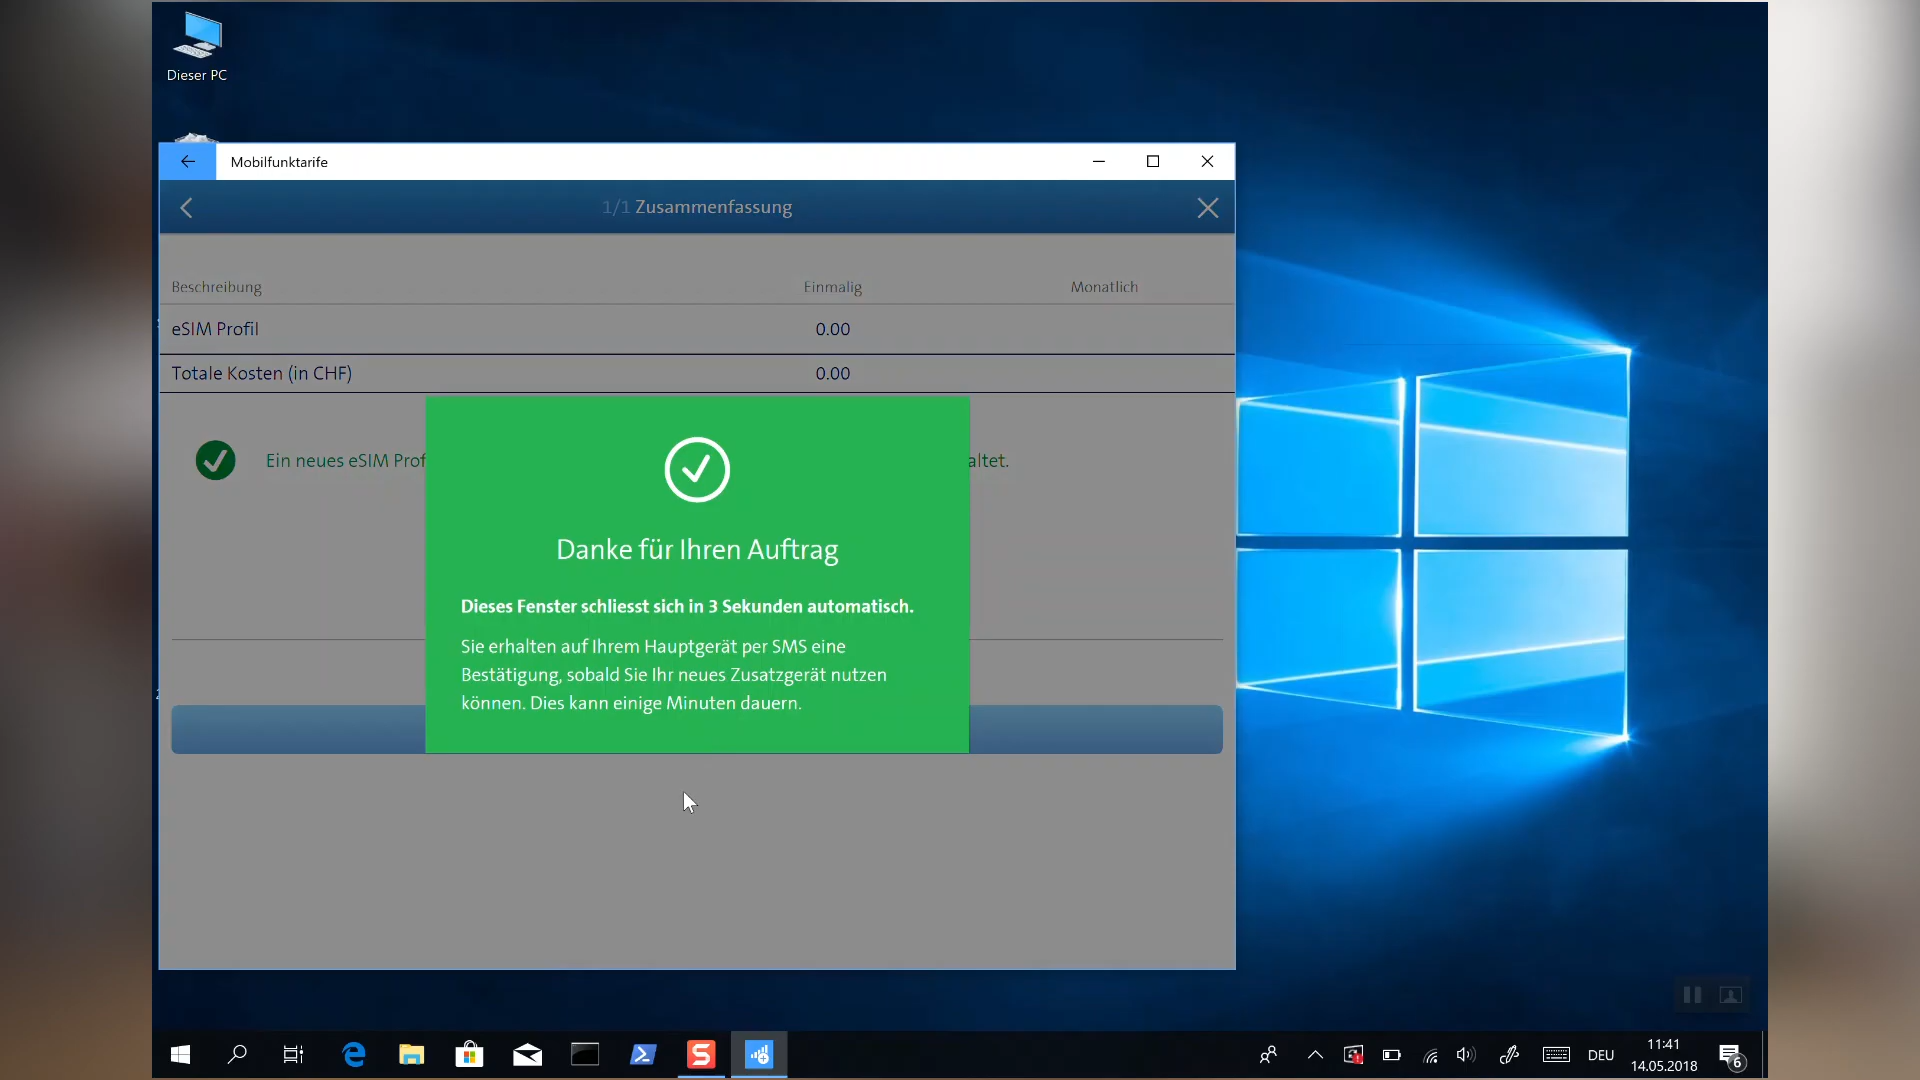 Dieser PC
Mobilfunktarife
1/1 Zusammenfassung
Beschreibung Einmalig Monatlich
eSIM Profil 0.00
Totale Kosten (in CHF) 0.00
Ein neues eSIM Prof
altet.
Danke für Ihren Auftrag
Dieses Fenster schliesst sich in 3 Sekunden automatisch.
Sie erhalten auf Ihrem Hauptgerät per SMS eine
Bestätigung, sobald Sie Ihr neues Zusatzgerät nutzen
können. Dies kann einige Minuten dauern.
DEU
11:41
14.05.2018
6